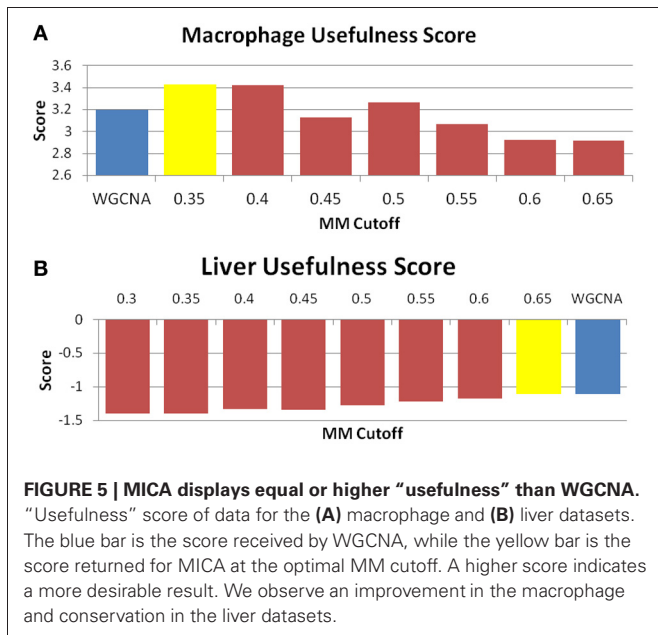 A
Macrophage Usefulness Score
3.6
3.4
3.2
3
2.8
2.6
Score
WGCNA 0.35 0.4 0.45 0.5 0.55 0.6 0.65
MM Cutoff
B
Liver Usefulness Score
0.3 0.35 0.4 0.45 0.5 0.55 0.6 0.65 WGCNA
0
-0.5
-1
-1.5
Score
MM Cutoff
FIGURE 5 | MICA displays equal or higher “usefulness” than WGCNA.
“Usefulness” score of data for the (A) macrophage and (B) liver datasets.
The blue bar is the score received by WGCNA, while the yellow bar is the
score returned for MICA at the optimal MM cutoff. A higher score indicates
a more desirable result. We observe an improvement in the macrophage
and conservation in the liver datasets.